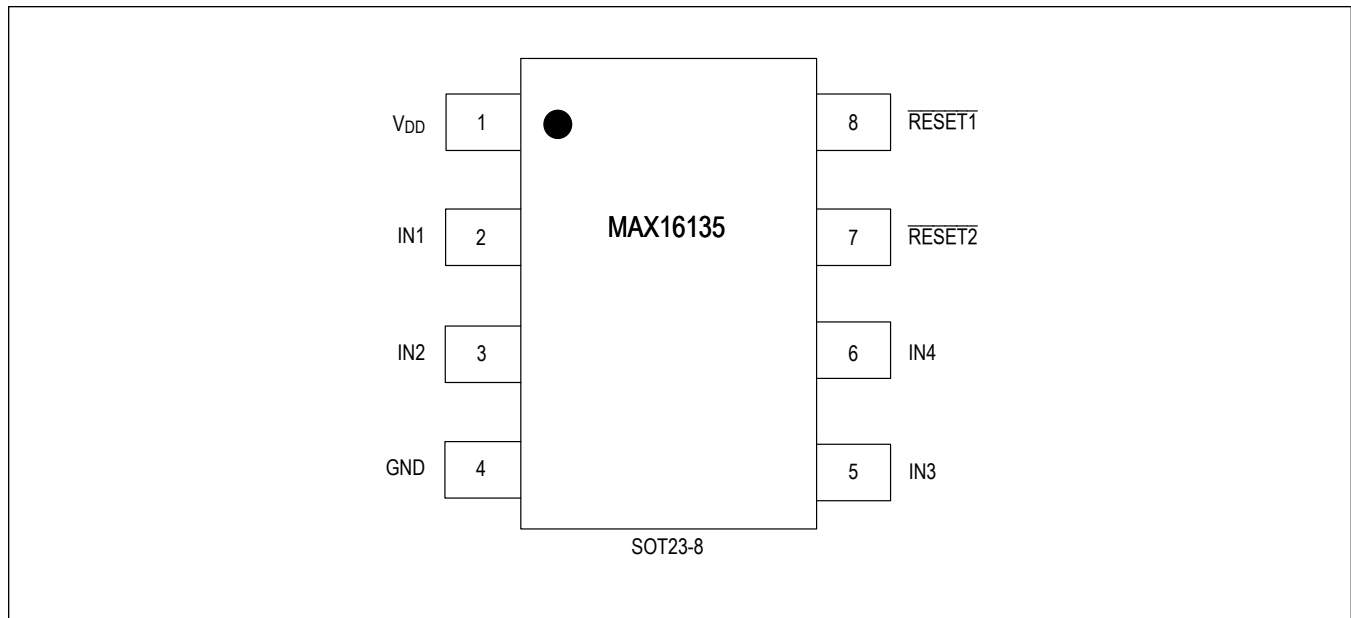 VDD 1 8 RESET1
MAX16135
IN1 2 7 RESET2
IN2 3 6 IN4
GND 4 5 IN3
SOT23-8